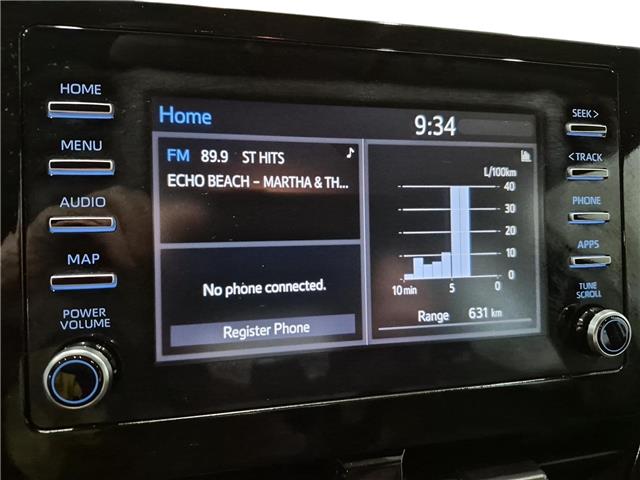 HOME
MENU
AUDIO
MAP
POWER
VOLUME
Home
9:34
FM 89.9 ST HITS
ECHO BEACH – MARTHA & TH...
No phone connected.
Register Phone
L/100km
40
30
20
10
0
10 min 5 0
Range 631 km
SEEK >
< TRACK
PHONE
APPS
TUNE
SCROLL